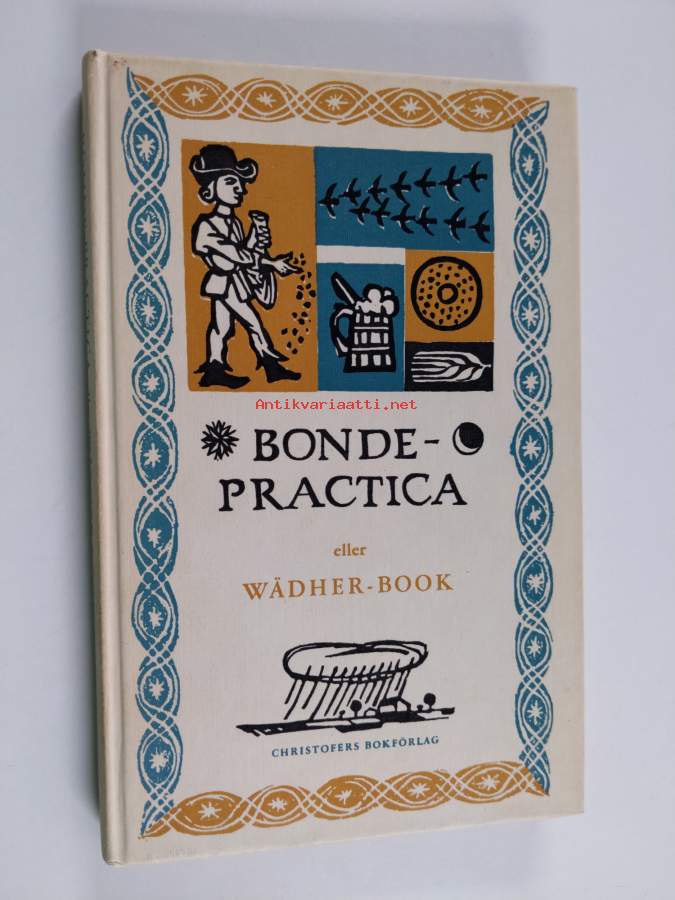 Antikvariaatti.net
BONDE-
PRACTICA
eller
WÄDHER-BOOK
CHRISTOFERS BOKFÖRLAG